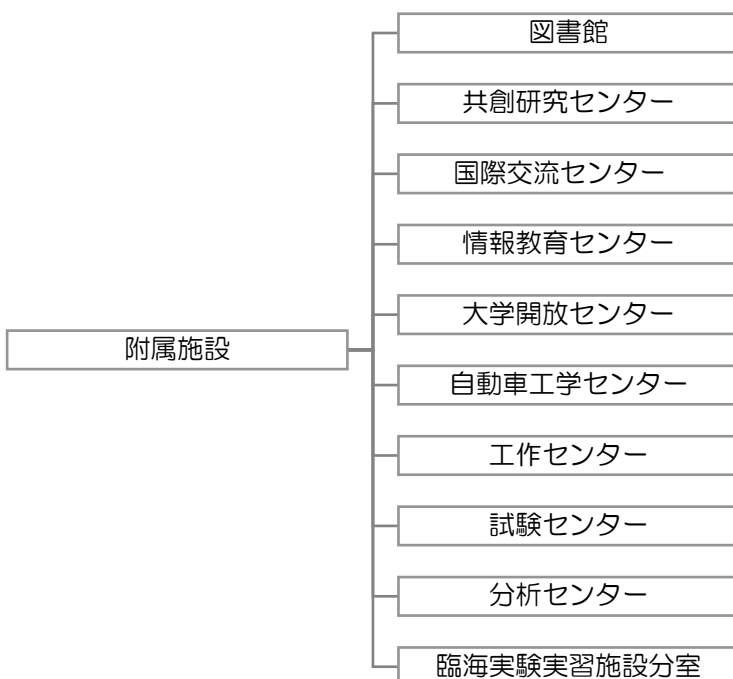 図書館
共創研究センター
国際交流センター
情報教育センター
大学開放センター
附属施設
自動車工学センター
工作センター
試験センター
分析センター
臨海実験実習施設分室